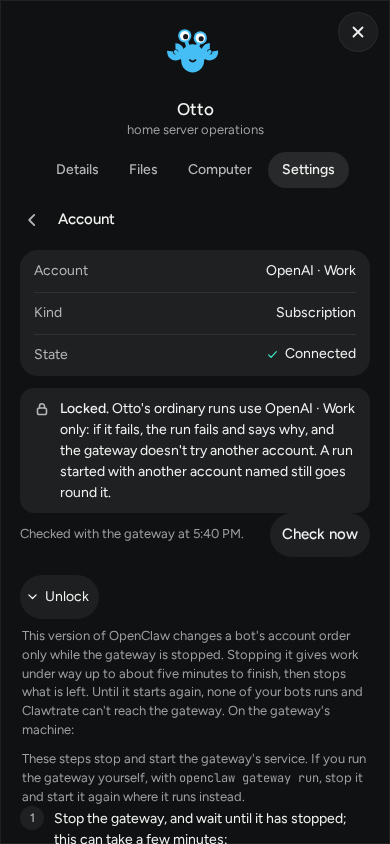 Otto
home server operations
Details Files Computer Settings
Account
Account OpenAI · Work
Kind Subscription
State Connected
Locked. Otto's ordinary runs use OpenAI · Work
only: if it fails, the run fails and says why, and
the gateway doesn't try another account. A run
started with another account named still goes
round it.
Checked with the gateway at 5:40 PM. Check now
Unlock
This version of OpenClaw changes a bot's account order
only while the gateway is stopped. Stopping it gives work
under way up to about five minutes to finish, then stops
what is left. Until it starts again, none of your bots runs and
Clawtrate can't reach the gateway. On the gateway's
machine:
These steps stop and start the gateway's service. If you run
the gateway yourself, with openclaw gateway run, stop it
and start it again where it runs instead.
1 Stop the gateway, and wait until it has stopped;
this can take a few minutes: